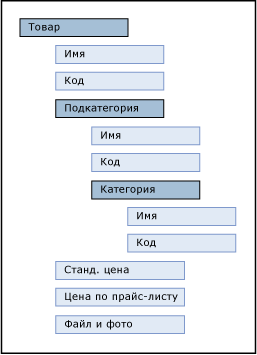 Товар
Имя
Код
Подкатегория
Имя
Код
Категория
Имя
Код
Станд. цена
Цена по прайс-листу
Файл и фото